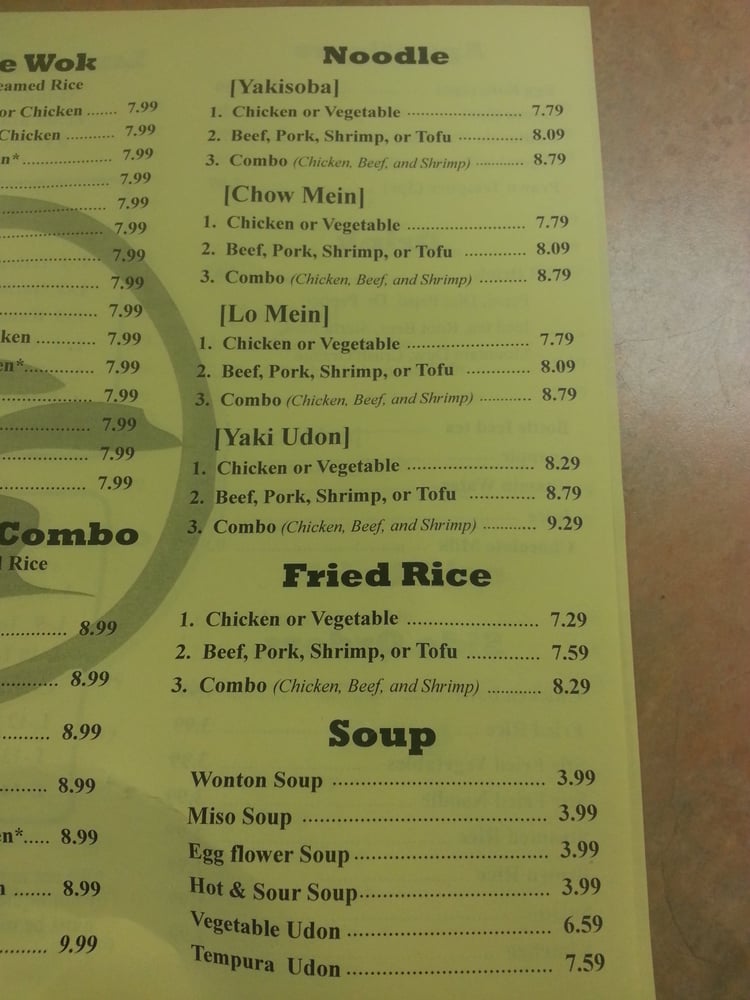 e Wok
eamed Rice
or Chicken ...... 7.99
Chicken .......... 7.99
n*.................. 7.99
..................... 7.99
..................... 7.99
..................... 7.99
..................... 7.99
..................... 7.99
..................... 7.99
ken .......... 7.99
en*.............. 7.99
..................... 7.99
..................... 7.99
..................... 7.99
..................... 7.99
Combo
l Rice
.............. 8.99
.............. 8.99
.......... 8.99
.......... 8.99
en*..... 8.99
n ....... 8.99
.......... 9.99
Noodle
[Yakisoba]
1. Chicken or Vegetable ........................... 7.79
2. Beef, Pork, Shrimp, or Tofu ............... 8.09
3. Combo (Chicken, Beef, and Shrimp) ........... 8.79
[Chow Mein]
1. Chicken or Vegetable ........................... 7.79
2. Beef, Pork, Shrimp, or Tofu ............... 8.09
3. Combo (Chicken, Beef, and Shrimp) .......... 8.79
[Lo Mein]
1. Chicken or Vegetable .......................... 7.79
2. Beef, Pork, Shrimp, or Tofu ............... 8.09
3. Combo (Chicken, Beef, and Shrimp) ........... 8.79
[Yaki Udon]
1. Chicken or Vegetable .......................... 8.29
2. Beef, Pork, Shrimp, or Tofu .............. 8.79
3. Combo (Chicken, Beef, and Shrimp) ........... 9.29
Fried Rice
1. Chicken or Vegetable .......................... 7.29
2. Beef, Pork, Shrimp, or Tofu .............. 7.59
3. Combo (Chicken, Beef, and Shrimp) ........... 8.29
Soup
Wonton Soup .......................................... 3.99
Miso Soup ................................................ 3.99
Egg flower Soup...................................... 3.99
Hot & Sour Soup..................................... 3.99
Vegetable Udon ....................................... 6.59
Tempura Udon ........................................ 7.59